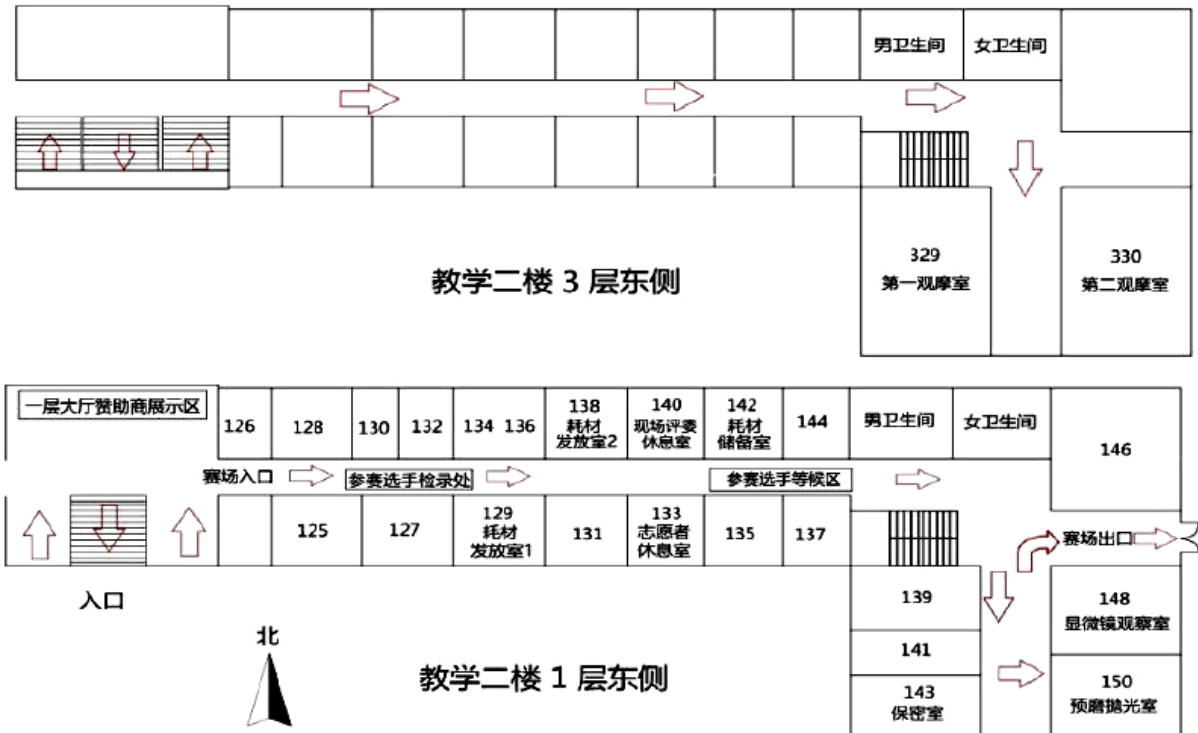 男卫生间
女卫生间
329
第一观摩室
330
第二观摩室
教学二楼 3 层东侧
一层大厅赞助商展示区
126
128
130
132
134
136
138
耗材
发放室2
140
现场评委
休息室
142
耗材
储备室
144
男卫生间
女卫生间
146
赛场入口
参赛选手检录处
参赛选手等候区
125
127
129
耗材
发放室1
131
133
志愿者
休息室
135
137
赛场出口
入口
139
148
显微镜观察室
141
北
教学二楼 1 层东侧
143
保密室
150
预磨抛光室